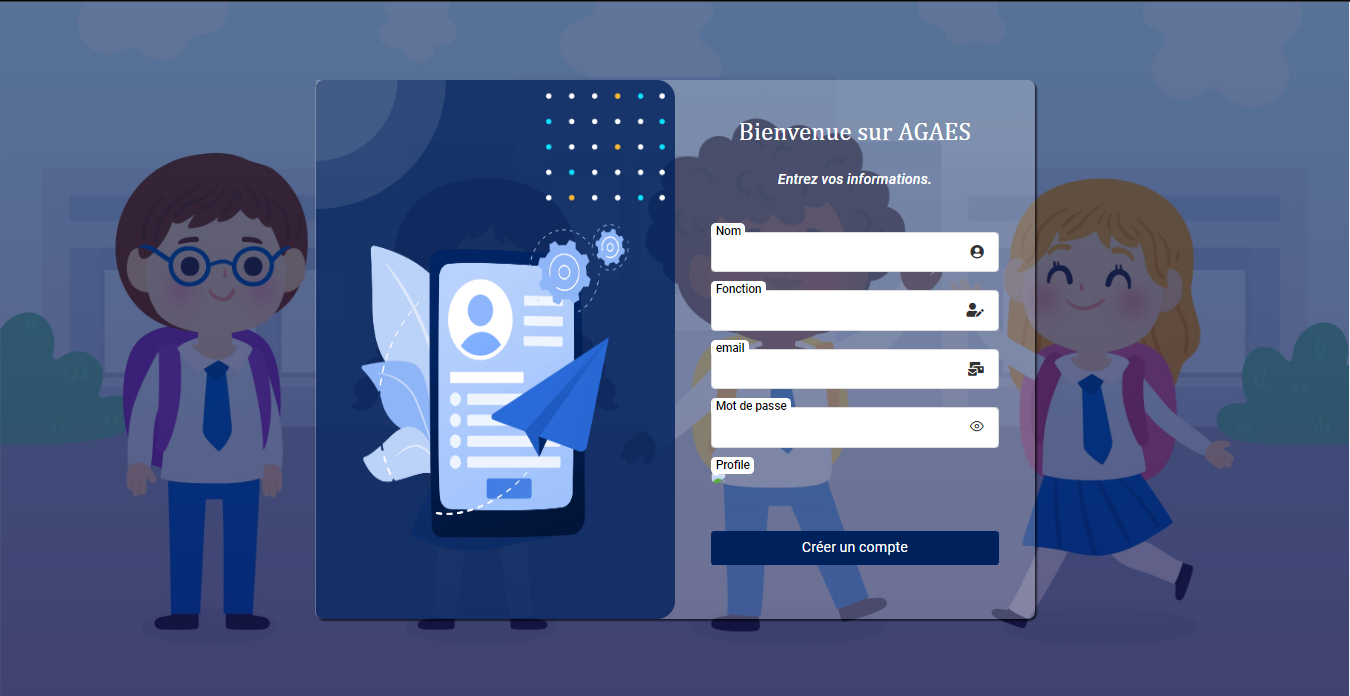 Bienvenue sur AGAES
Entrez vos informations.
Nom
Fonction
email
Mot de passe
Profile
Créer un compte